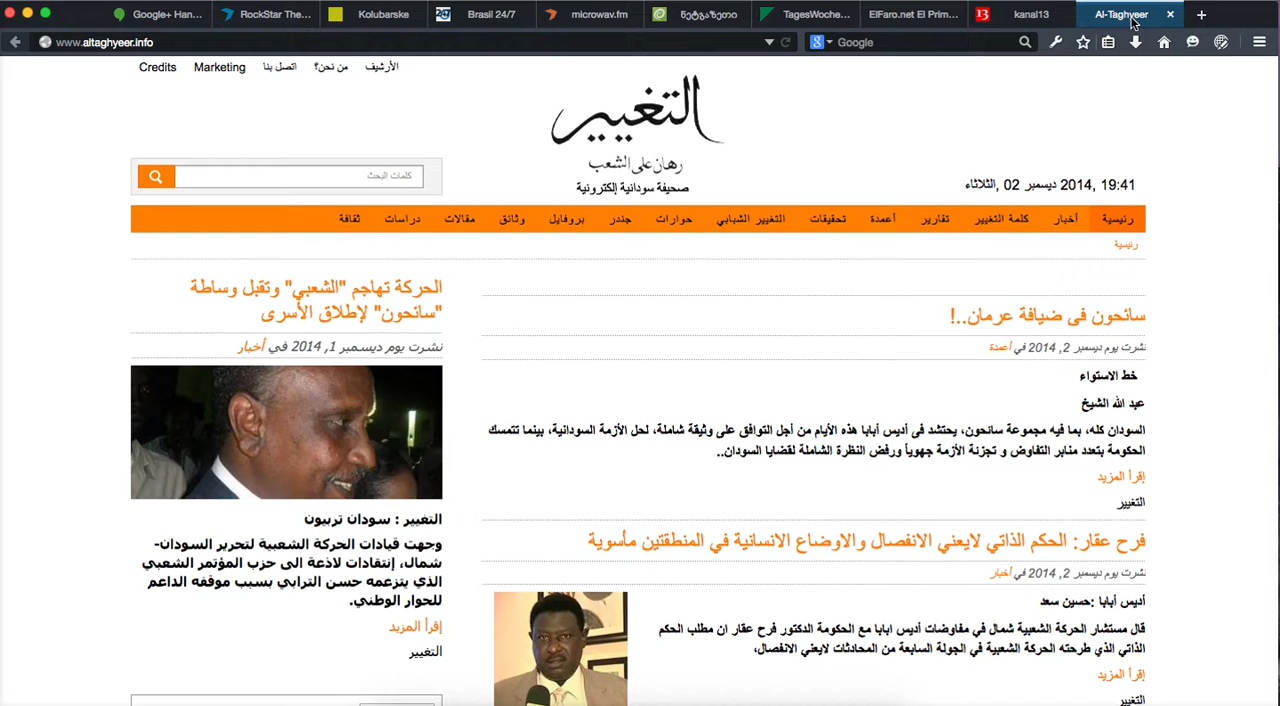 Google+ Han...
RockStar The...
Kolubarske
Brasil 24/7
microwav.fm
ნეტგაზეთი
TagesWoche...
ElFaro.net El Prim...
kanal13
Al-Taghyeer
www.altaghyeer.info
Google
Credits
Marketing
اتصل بنا
من نحن؟
الأرشيف
التغيير
رهان على الشعب
صحيفة سودانية إلكترونية
19:41 ,2014 ديسمبر 02 ,الثلاثاء
كلمات البحث
رئيسية
أخبار
كلمة التغيير
تقارير
أعمدة
تحقيقات
التغيير الشبابي
حوارات
جندر
بروفايل
وثائق
مقالات
دراسات
ثقافة
رئيسية
سائحون فى ضيافة عرمان..!
نشرت يوم ديسمبر 2, 2014 في أعمدة
خط الاستواء
عبد الله الشيخ
السودان كله، بما فيه مجموعة سائحون، يحتشد فى أديس أبابا هذه الأيام من أجل التوافق على وثيقة شاملة، لحل الأزمة السودانية، بينما تتمسك
الحكومة بتعدد منابر التفاوض و تجزئة الأزمة جهوياً ورفض النظرة الشاملة لقضايا السودان..
إقرأ المزيد
التغيير
فرح عقار: الحكم الذاتي لايعني الانفصال والاوضاع الانسانية في المنطقتين مأسوية
نشرت يوم ديسمبر 2, 2014 في أخبار
أديس أبابا :حسين سعد
قال مستشار الحركة الشعبية شمال في مفاوضات أديس ابابا مع الحكومة الدكتور فرح عقار ان مطلب الحكم
الذاتي الذي طرحته الحركة الشعبية في الجولة السابعة من المحادثات لايعني الانفصال،
إقرأ المزيد
التغيير
الحركة تهاجم "الشعبي" وتقبل وساطة
"سائحون" لإطلاق الأسرى
نشرت يوم ديسمبر 1, 2014 في أخبار
التغيير : سودان تربيون
وجهت قيادات الحركة الشعبية لتحرير السودان-
شمال، إنتقادات لاذعة الى حزب المؤتمر الشعبي
الذي يتزعمه حسن الترابي بسبب موقفه الداعم
للحوار الوطني.
إقرأ المزيد
التغيير